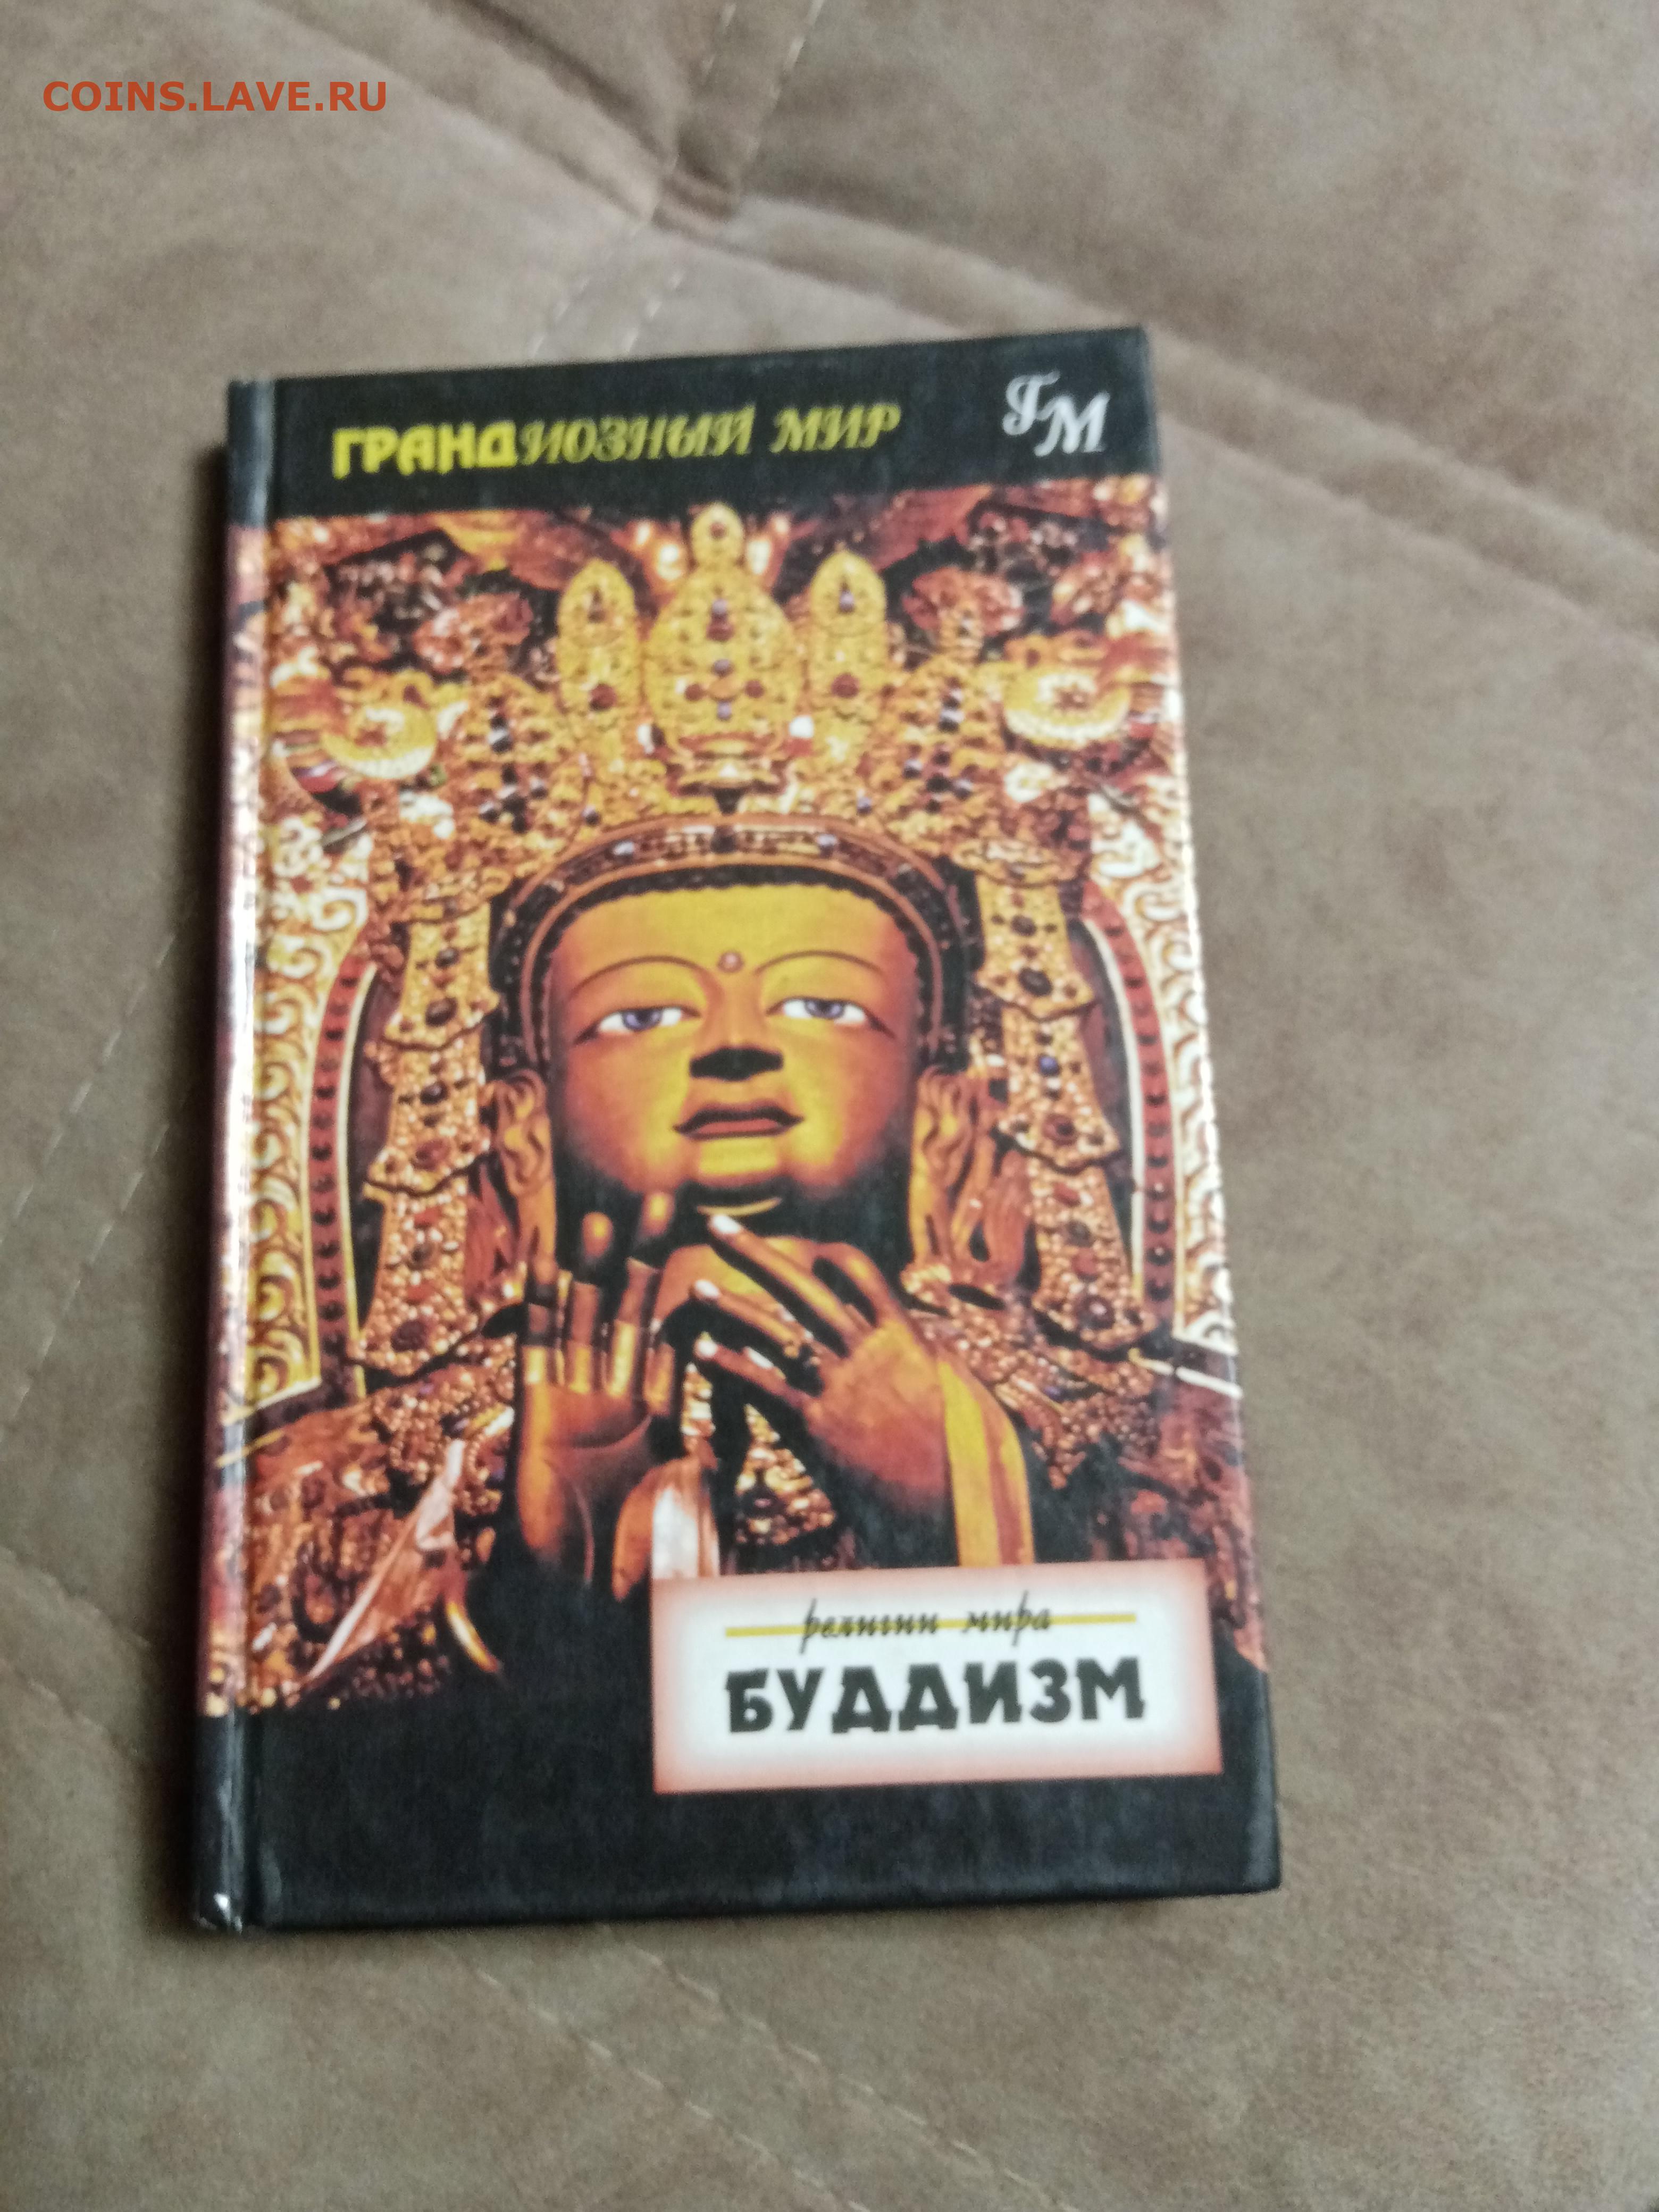 COINS.LAVE.RU
ГРАНДИОЗНЫЙ МИР
ГМ
религии мира
БУДДИЗМ